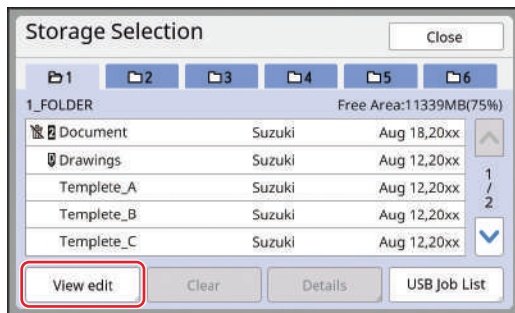 Storage Selection Close
1 2 3 4 5 6
1_FOLDER Free Area:11339MB(75%)
2 Document Suzuki Aug 18,20xx
Drawings Suzuki Aug 12,20xx
Templete_A Suzuki Aug 12,20xx
Templete_B Suzuki Aug 12,20xx
Templete_C Suzuki Aug 12,20xx
1
/
2
View edit Clear Details USB Job List